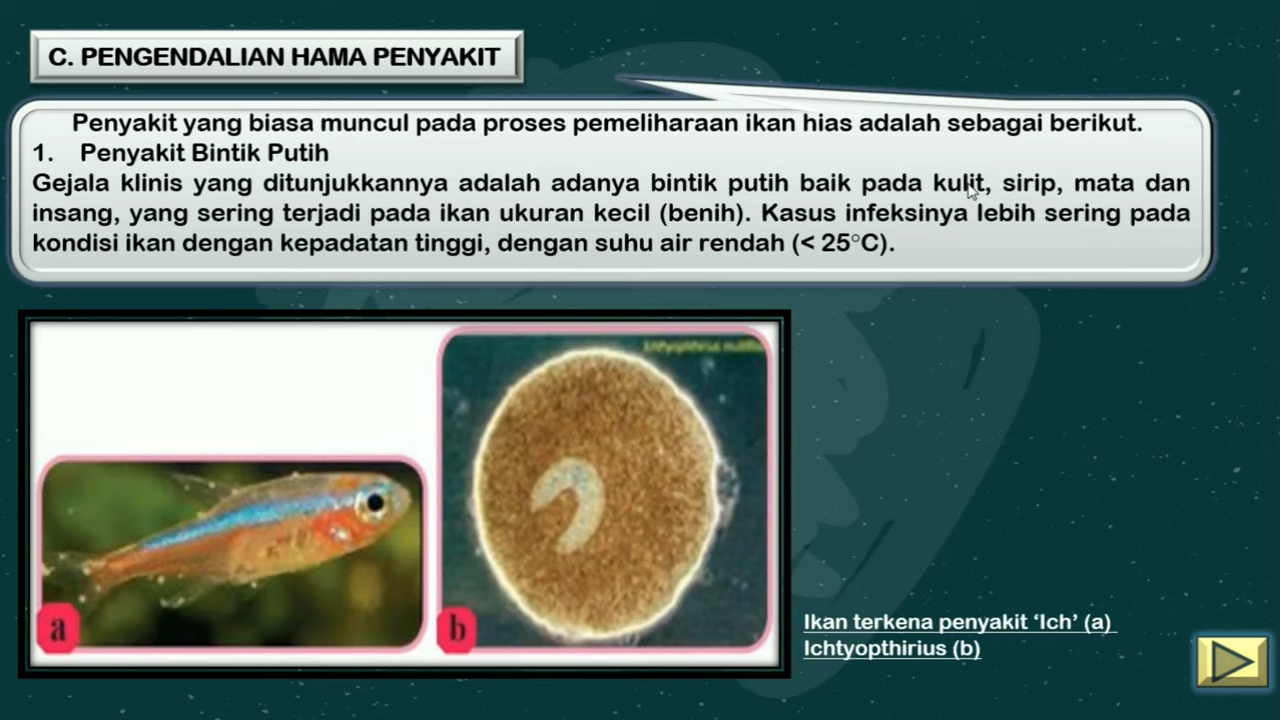 C. PENGENDALIAN HAMA PENYAKIT
Penyakit yang biasa muncul pada proses pemeliharaan ikan hias adalah sebagai berikut.
1. Penyakit Bintik Putih
Gejala klinis yang ditunjukkannya adalah adanya bintik putih baik pada kulit, sirip, mata dan
insang, yang sering terjadi pada ikan ukuran kecil (benih). Kasus infeksinya lebih sering pada
kondisi ikan dengan kepadatan tinggi, dengan suhu air rendah (< 25°C).
a
b
Ikan terkena penyakit ‘Ich’ (a)
Ichtyopthirius (b)